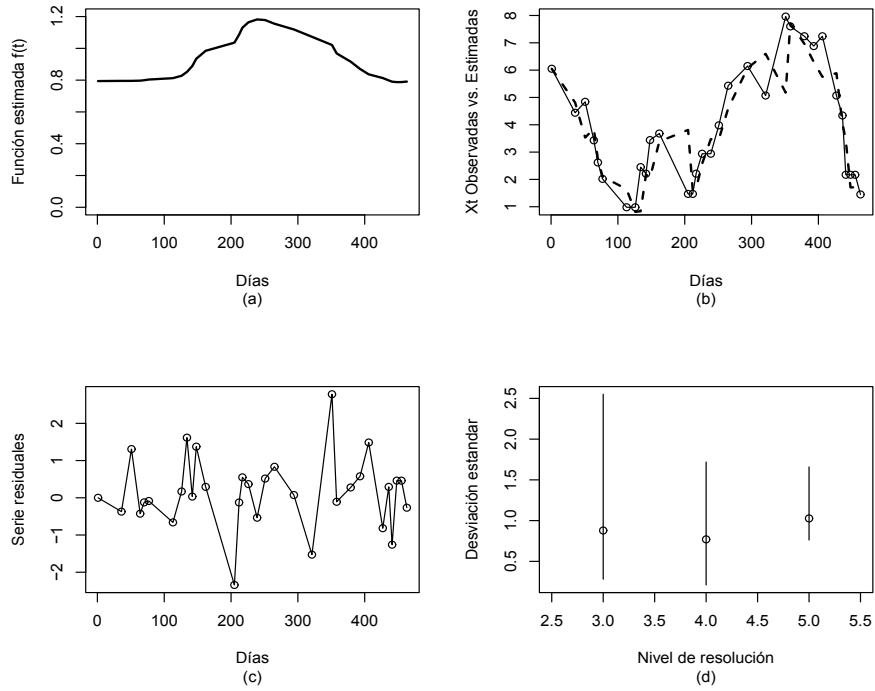 Función estimada f(t)
0.0 0.4 0.8 1.2
0 100 200 300 400
Días
(a)
Xt Observadas vs. Estimadas
1 2 3 4 5 6 7 8
0 100 200 300 400
Días
(b)
Serie residuales
−2 −1 0 1 2
0 100 200 300 400
Días
(c)
Desviación estandar
0.5 1.0 1.5 2.0 2.5
2.5 3.0 3.5 4.0 4.5 5.0 5.5
Nivel de resolución
(d)